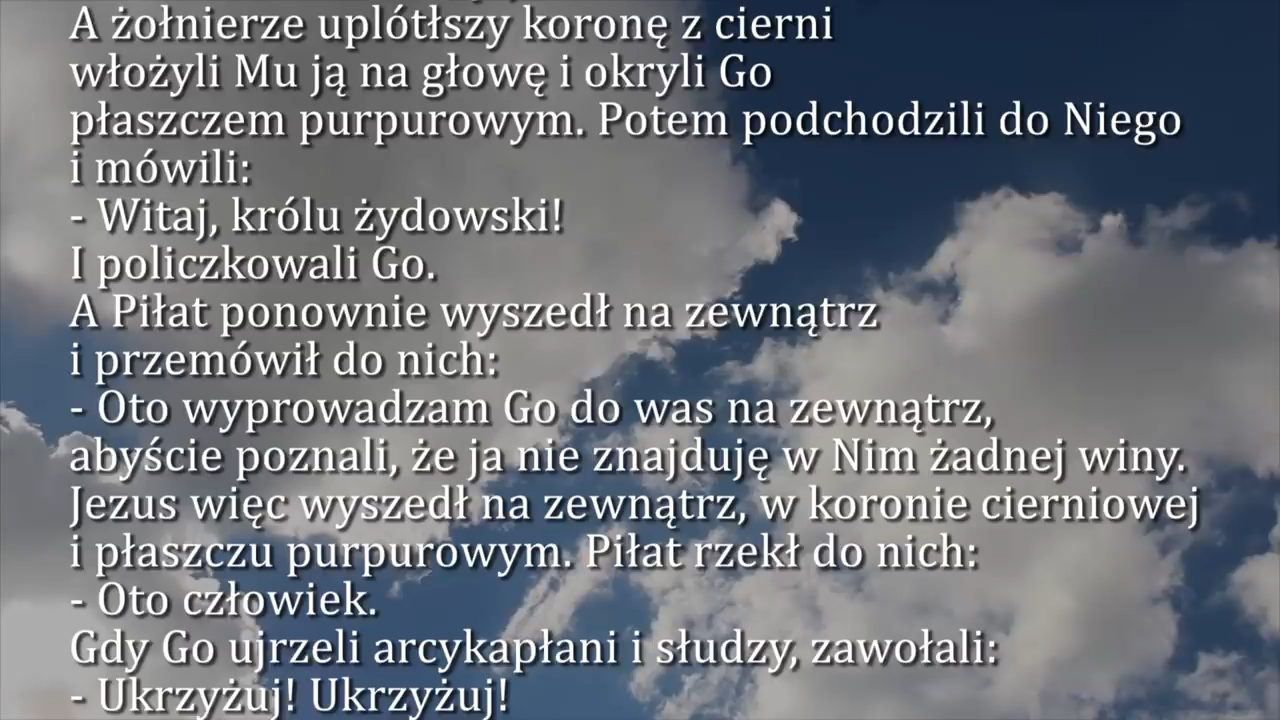 A żołnierze uplótłszy koronę z cierni
włożyli Mu ją na głowę i okryli Go
płaszczem purpurowym. Potem podchodzili do Niego
i mówili:
- Witaj, królu żydowski!
I policzkowali Go.
A Piłat ponownie wyszedł na zewnątrz
i przemówił do nich:
- Oto wyprowadzam Go do was na zewnątrz,
abyście poznali, że ja nie znajduję w Nim żadnej winy.
Jezus więc wyszedł na zewnątrz, w koronie cierniowej
i płaszczu purpurowym. Piłat rzekł do nich:
- Oto człowiek.
Gdy Go ujrzeli arcykapłani i słudzy, zawołali:
- Ukrzyżuj! Ukrzyżuj!